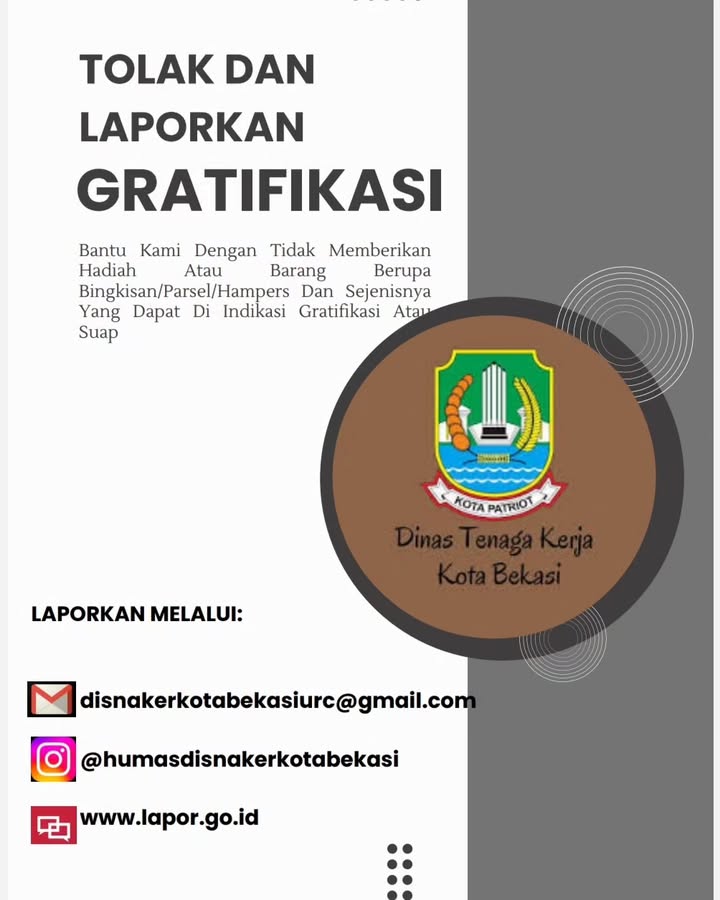 TOLAK DAN
LAPORKAN
GRATIFIKASI
Bantu Kami Dengan Tidak Memberikan
Hadiah Atau Barang Berupa
Bingkisan/Parsel/Hampers Dan Sejenisnya
Yang Dapat Di Indikasi Gratifikasi Atau
Suap
KOTA PATRIOT
Dinas Tenaga Kerja
Kota Bekasi
LAPORKAN MELALUI:
disnakerkotabekasiurc@gmail.com
@humasdisnakerkotabekasi
www.lapor.go.id